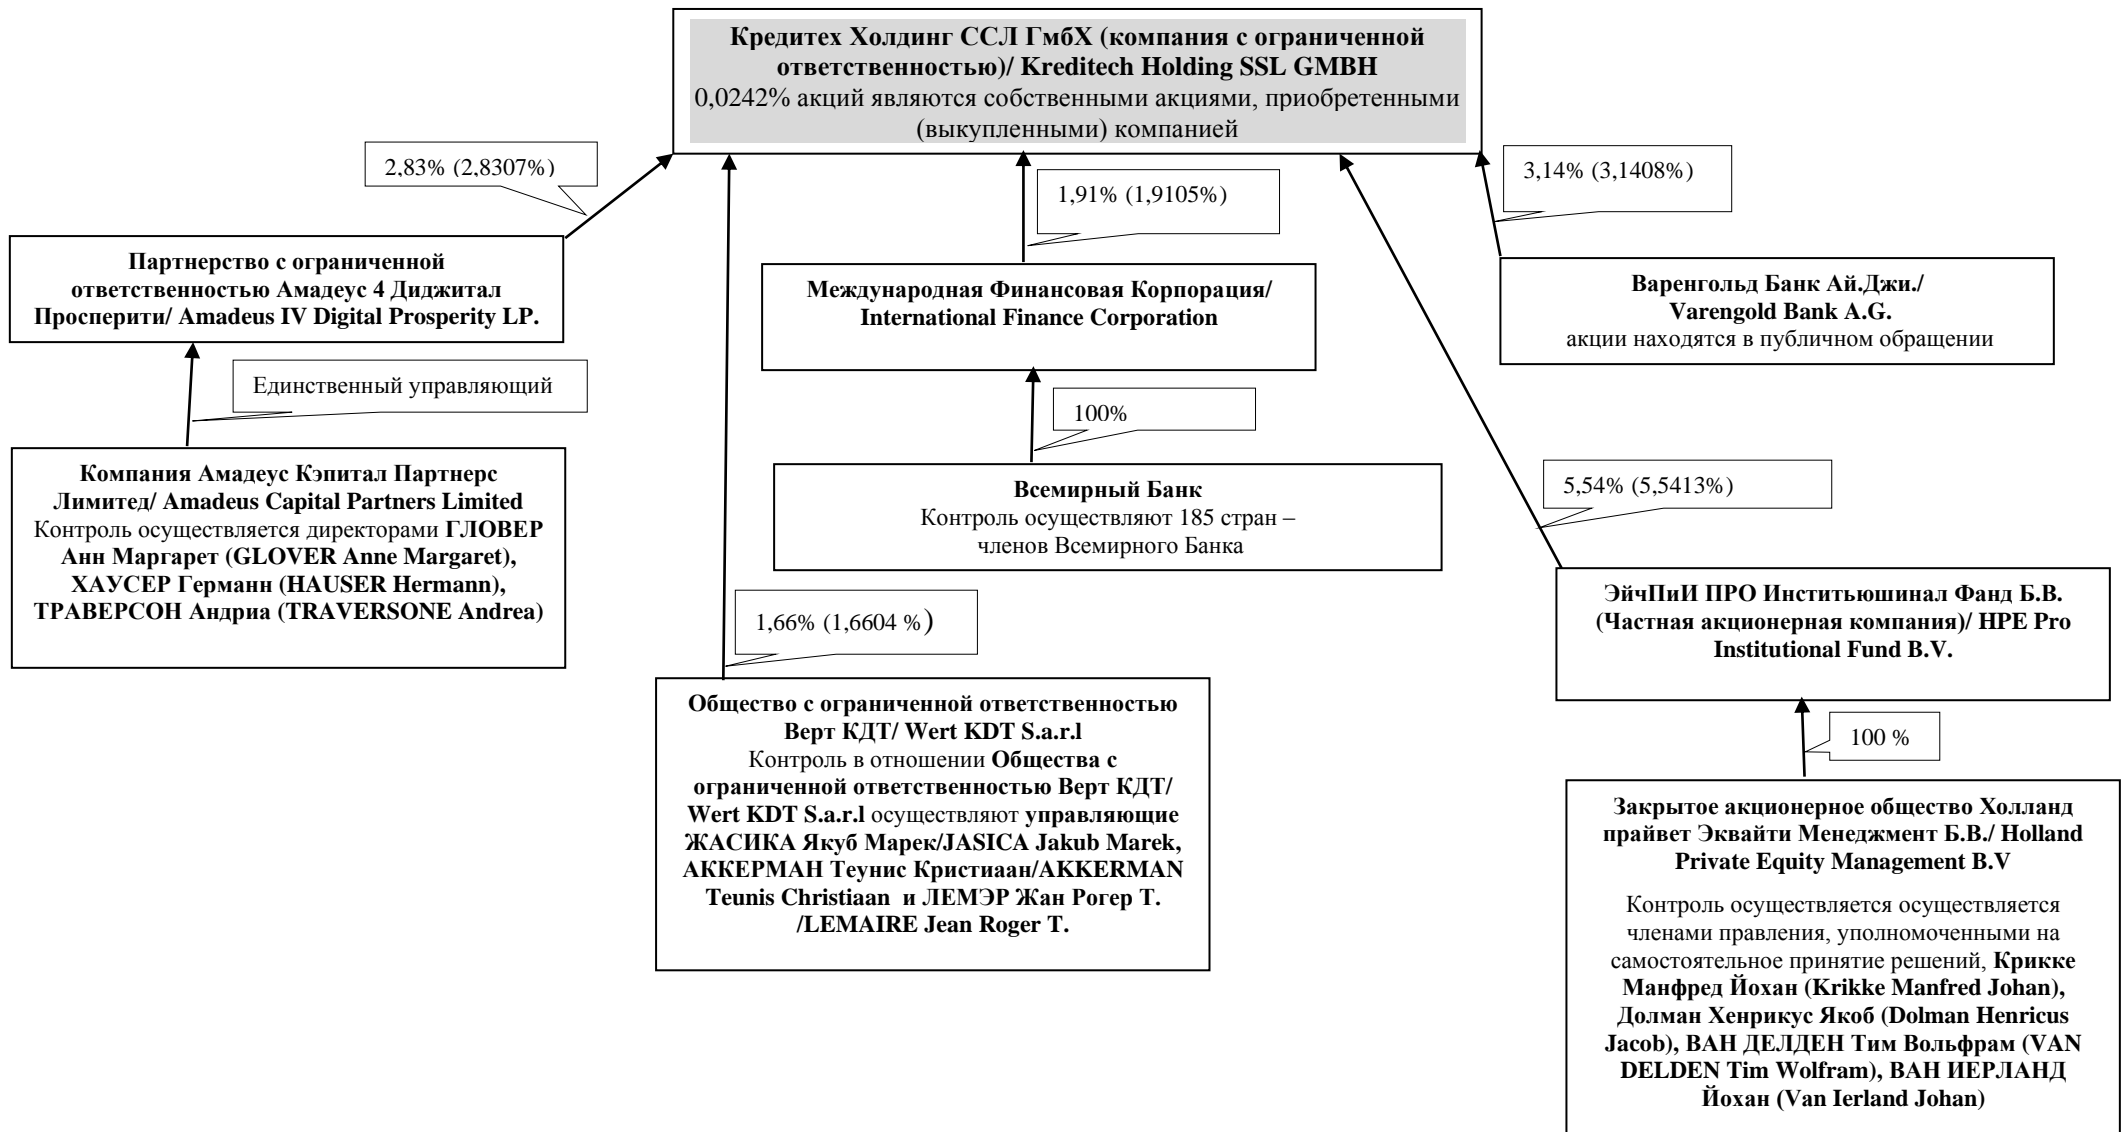 Кредитех Холдинг ССЛ ГмбХ (компания с ограниченной
ответственностью)/ Kreditech Holding SSL GMBH
0,0242% акций являются собственными акциями, приобретенными
(выкупленными) компанией
2,83% (2,8307%)
1,91% (1,9105%)
3,14% (3,1408%)
Партнерство с ограниченной
ответственностью Амадеус 4 Диджитал
Просперити/ Amadeus IV Digital Prosperity LP.
Международная Финансовая Корпорация/
International Finance Corporation
Варенгольд Банк Ай.Джи./
Varengold Bank A.G.
акции находятся в публичном обращении
Единственный управляющий
100%
Компания Амадеус Кэпитал Партнерс
Лимитед/ Amadeus Capital Partners Limited
Контроль осуществляется директорами ГЛОВЕР
Анн Маргарет (GLOVER Anne Margaret),
ХАУСЕР Германн (HAUSER Hermann),
ТРАВЕРСОН Андриа (TRAVERSONE Andrea)
Всемирный Банк
Контроль осуществляют 185 стран –
членов Всемирного Банка
5,54% (5,5413%)
1,66% (1,6604 %)
ЭйчПиИ ПРО Институшинал Фанд Б.В.
(Частная акционерная компания)/ HPE Pro
Institutional Fund B.V.
Общество с ограниченной ответственностью
Верт КДТ/ Wert KDT S.a.r.l
Контроль в отношении Общества с
ограниченной ответственностью Верт КДТ/
Wert KDT S.a.r.l осуществляют управляющие
ЖАСИКА Якуб Марек/JASICA Jakub Marek,
АККЕРМАН Теунис Кристиаан/AKKERMAN
Teunis Christiaan и ЛЕМЭР Жан Рогер Т.
/LEMAIRE Jean Roger T.
100 %
Закрытое акционерное общество Холланд
прайвет Эквайти Менеджмент Б.В./ Holland
Private Equity Management B.V
Контроль осуществляется осуществляется
членами правления, уполномоченными на
самостоятельное принятие решений, Крикке
Манфред Йохан (Krikke Manfred Johan),
Долман Хенрикус Якоб (Dolman Henricus
Jacob), ВАН ДЕЛДЕН Тим Вольфрам (VAN
DELDEN Tim Wolfram), ВАН ИЕРЛАНД
Йохан (Van Ierland Johan)